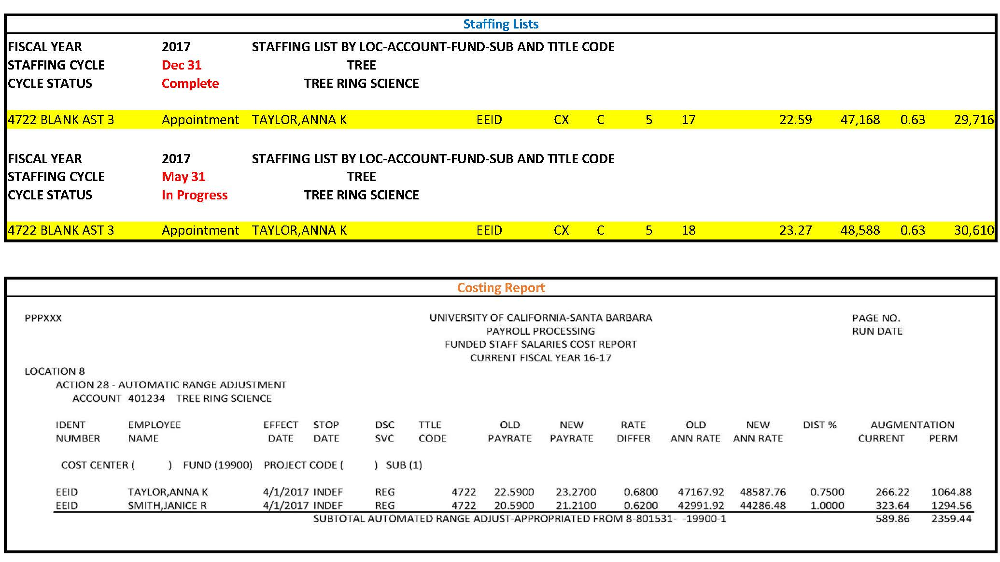 Staffing Lists
FISCAL YEAR 2017 STAFFING LIST BY LOC-ACCOUNT-FUND-SUB AND TITLE CODE
STAFFING CYCLE Dec 31 TREE
CYCLE STATUS Complete TREE RING SCIENCE
4722 BLANK AST 3 Appointment TAYLOR,ANNA K EEID CX C 5 17 22.59 47,168 0.63 29,716
FISCAL YEAR 2017 STAFFING LIST BY LOC-ACCOUNT-FUND-SUB AND TITLE CODE
STAFFING CYCLE May 31 TREE
CYCLE STATUS In Progress TREE RING SCIENCE
4722 BLANK AST 3 Appointment TAYLOR,ANNA K EEID CX C 5 18 23.27 48,588 0.63 30,610
Costing Report
PPPXXX UNIVERSITY OF CALIFORNIA-SANTA BARBARA PAGE NO.
PAYROLL PROCESSING RUN DATE
FUNDED STAFF SALARIES COST REPORT
CURRENT FISCAL YEAR 16-17
LOCATION 8
ACTION 28 - AUTOMATIC RANGE ADJUSTMENT
ACCOUNT 401234 TREE RING SCIENCE
IDENT EMPLOYEE EFFECT STOP DSC TTLE OLD NEW RATE OLD NEW DIST % AUGMENTATION
NUMBER NAME DATE DATE SVC CODE PAYRATE PAYRATE DIFFER ANN RATE ANN RATE CURRENT PERM
COST CENTER ( ) FUND (19900) PROJECT CODE ( ) SUB (1)
EEID TAYLOR,ANNA K 4/1/2017 INDEF REG 4722 22.5900 23.2700 0.6800 47167.92 48587.76 0.7500 266.22 1064.88
EEID SMITH,JANICE R 4/1/2017 INDEF REG 4722 20.5900 21.2100 0.6200 42991.92 44286.48 1.0000 323.64 1294.56
SUBTOTAL AUTOMATED RANGE ADJUST-APPROPRIATED FROM 8-801531- -19900-1 589.86 2359.44